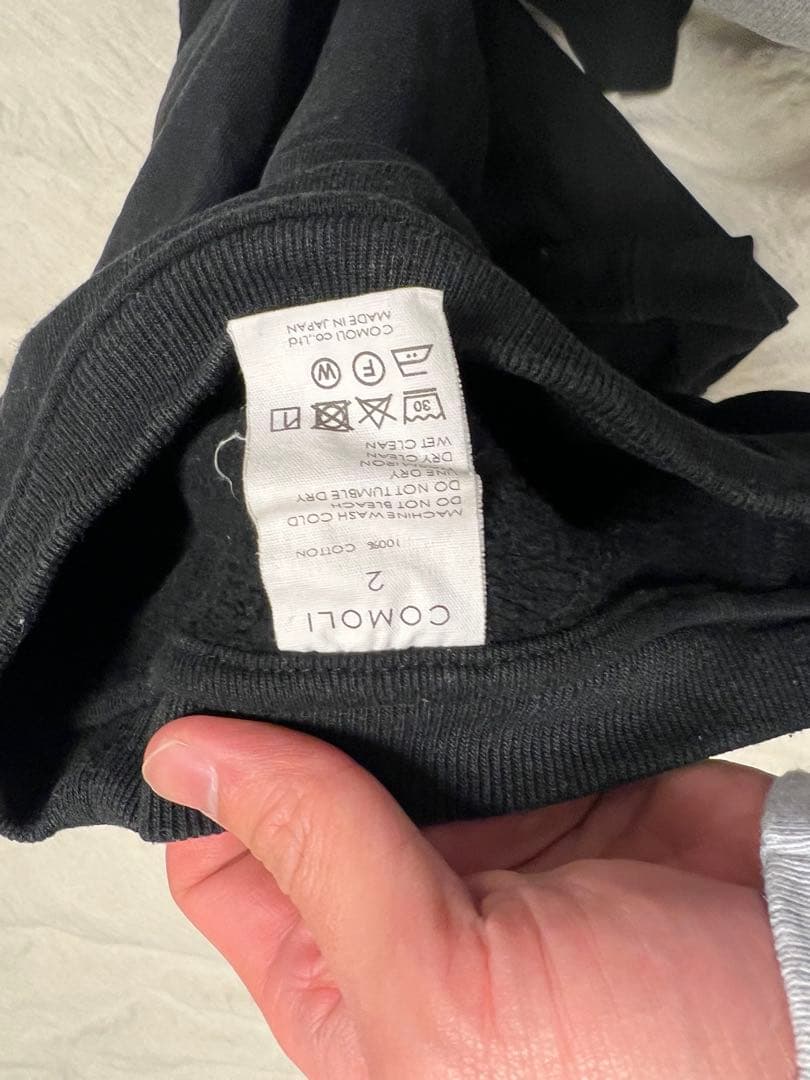 COMOLI
2
100% COTTON
MACHINE WASH COLD
DO NOT BLEACH
DO NOT TUMBLE DRY
LINE DRY
DRY CLEAN
WET CLEAN
30
F W
COMOLI co.,Ltd
MADE IN JAPAN